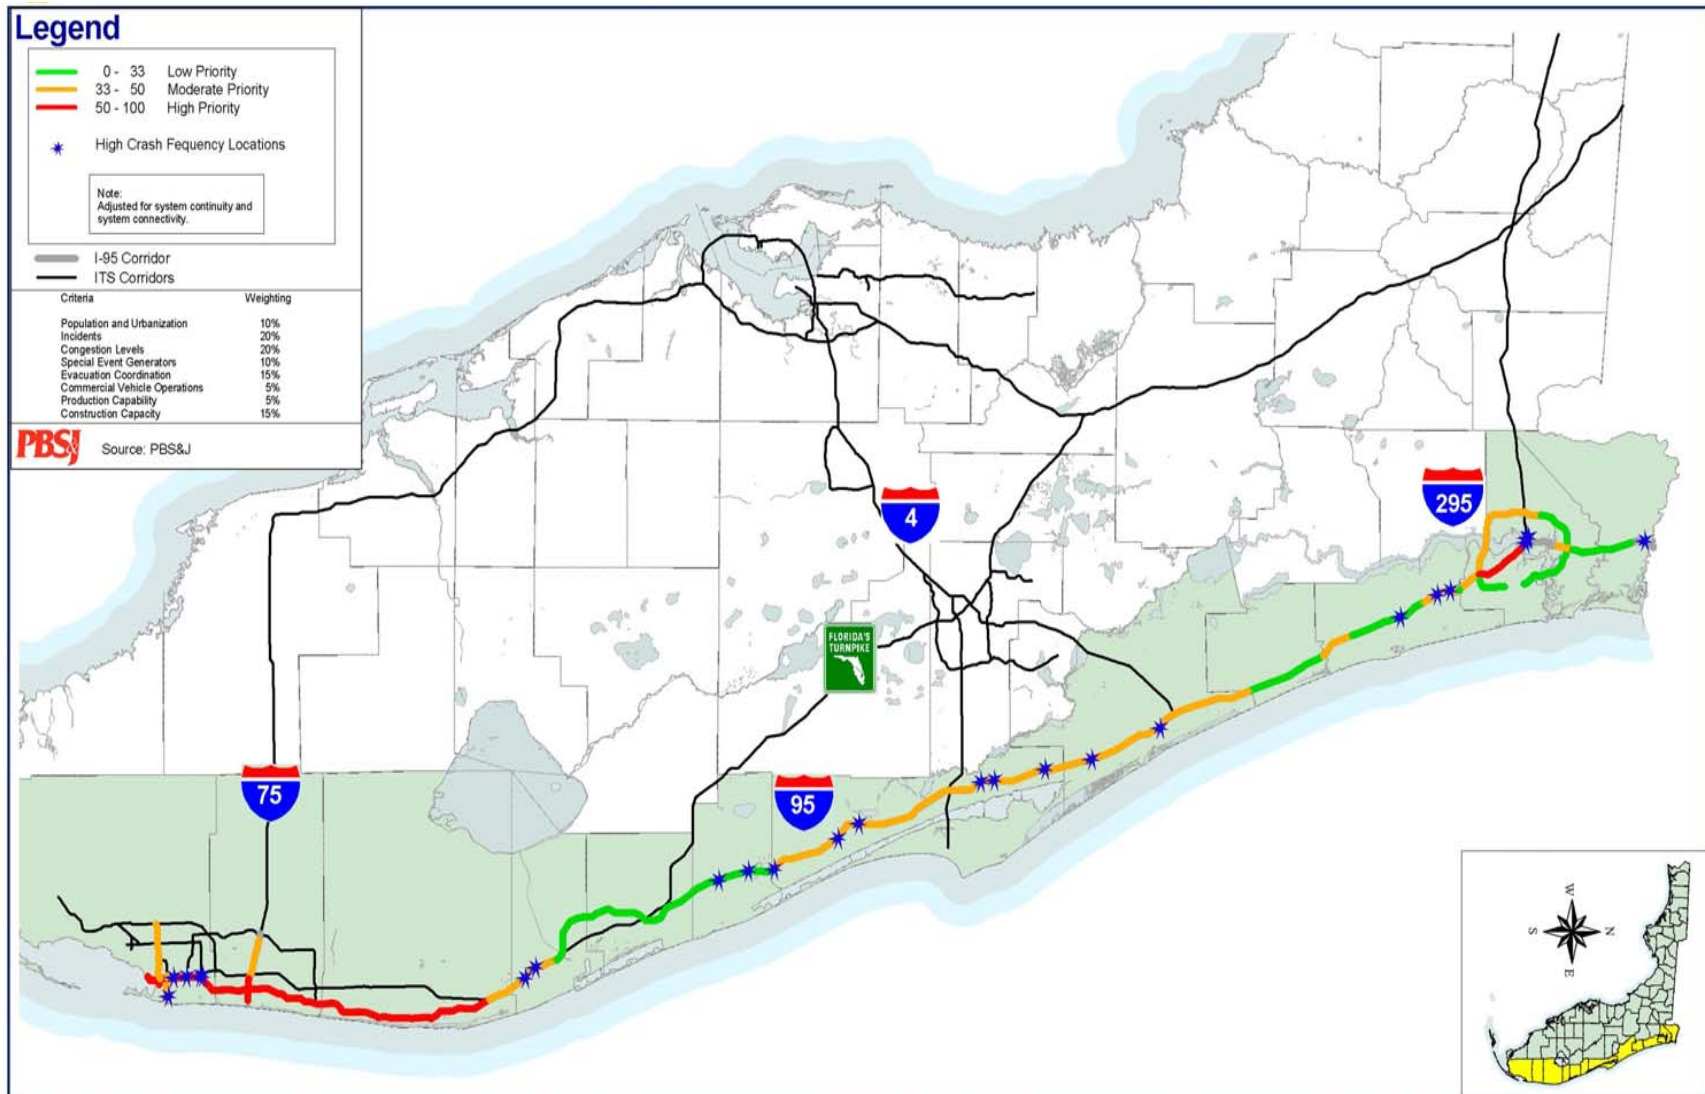 Legend
0 - 33 Low Priority
33 - 50 Moderate Priority
50 - 100 High Priority
High Crash Fequency Locations
Note:
Adjusted for system continuity and
system connectivity.
I-95 Corridor
ITS Corridors
Criteria Weighting
Population and Urbanization 10%
Incidents 20%
Congestion Levels 20%
Special Event Generators 10%
Evacuation Coordination 15%
Commercial Vehicle Operations 5%
Production Capability 5%
Construction Capacity 15%
PBSJ Source: PBS&J
295
4
FLORIDA'S
TURNPIKE
75
95
W
S N
E